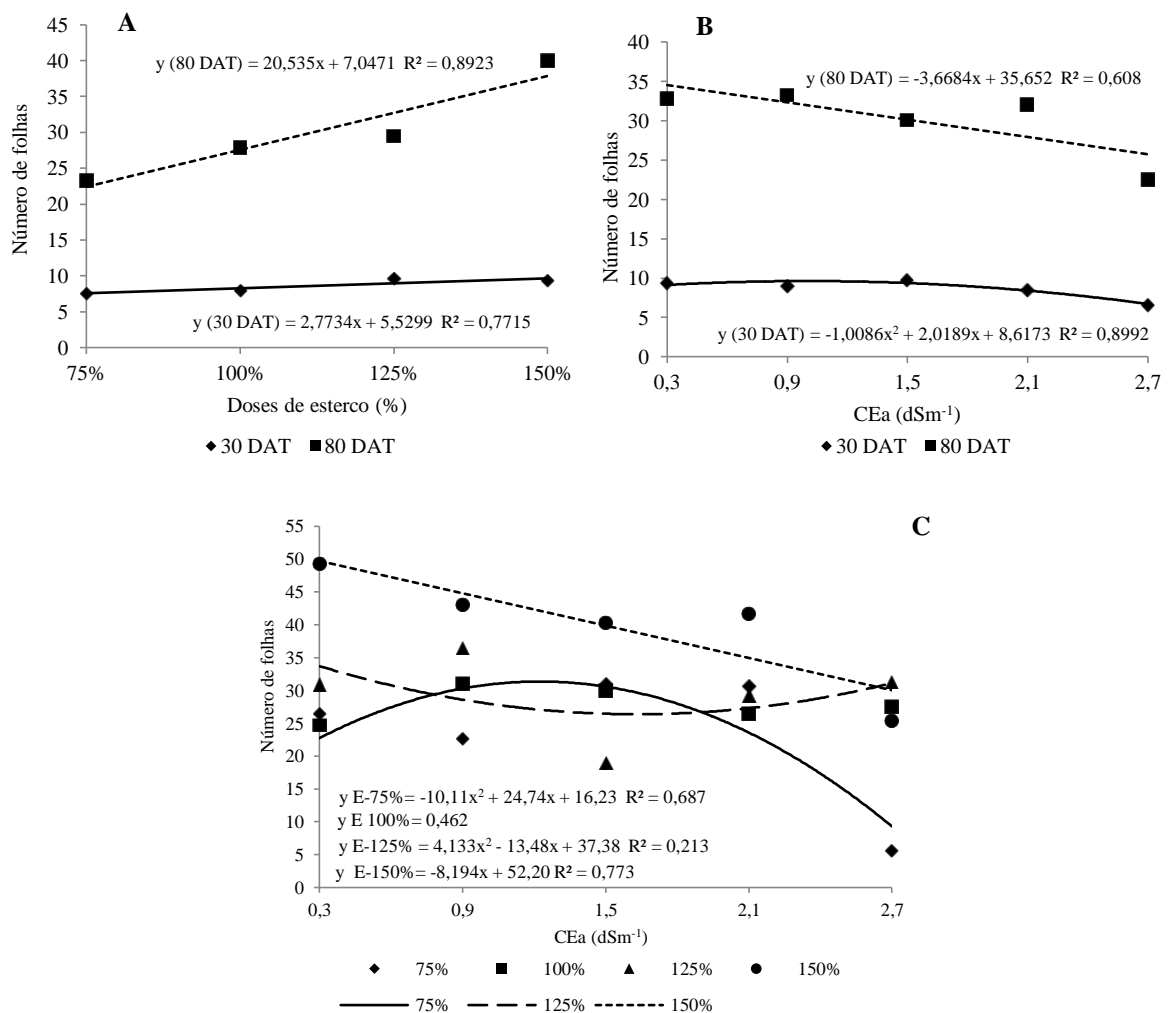 A
y (80 DAT) = 20,535x + 7,0471 R² = 0,8923
y (30 DAT) = 2,7734x + 5,5299 R² = 0,7715
Número de folhas
45
40
35
30
25
20
15
10
5
0
75% 100% 125% 150%
Doses de esterco (%)
30 DAT 80 DAT
B
y (80 DAT) = -3,6684x + 35,652 R² = 0,608
y (30 DAT) = -1,0086x² + 2,0189x + 8,6173 R² = 0,8992
Número de folhas
40
35
30
25
20
15
10
5
0
0,3 0,9 1,5 2,1 2,7
CEa (dSm⁻¹)
30 DAT 80 DAT
C
Número de folhas
55
50
45
40
35
30
25
20
15
10
5
0
y E-75%= -10,11x² + 24,74x + 16,23 R² = 0,687
y E 100%= 0,462
y E-125% = 4,133x² - 13,48x + 37,38 R² = 0,213
y E-150%= -8,194x + 52,20 R² = 0,773
0,3 0,9 1,5 2,1 2,7
CEa (dSm⁻¹)
75% 100% 125% 150%
75% 125% 150%